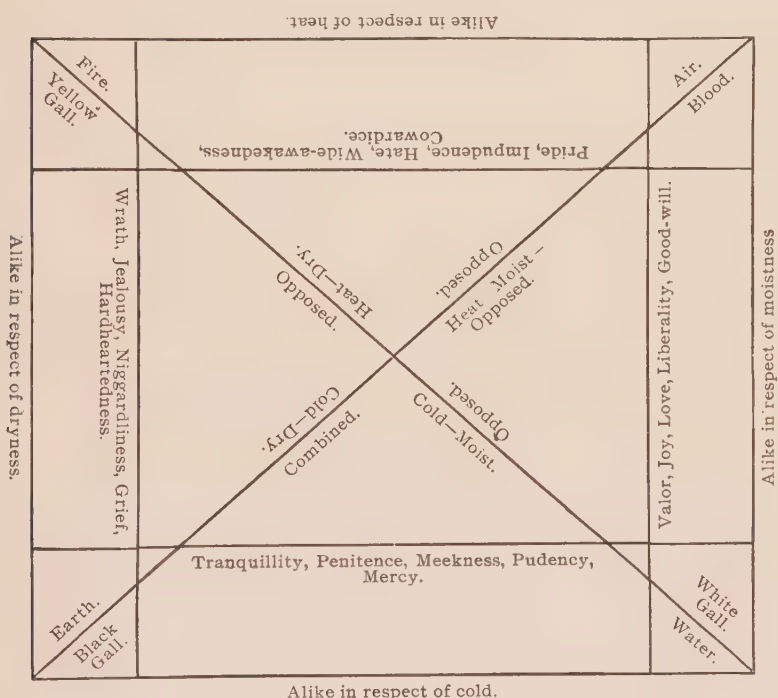 Alike in respect of heat.
Fire.
Yellow
Gall.
Air.
Blood.
Pride, Impudence, Hate, Wide-awakedness,
Cowardice.
Alike in respect of dryness.
Wrath, Jealousy, Niggardliness, Grief,
Hardheartedness.
Heat—Dry.
Opposed.
Opposed.
Heat Moist—
Opposed.
Valor, Joy, Love, Liberality, Good-will.
Alike in respect of moistness
Cold—Dry.
Combined.
Opposed.
Cold—Moist.
Tranquillity, Penitence, Meekness, Pudency,
Mercy.
Earth.
Black
Gall.
White
Gall.
Water.
Alike in respect of cold.